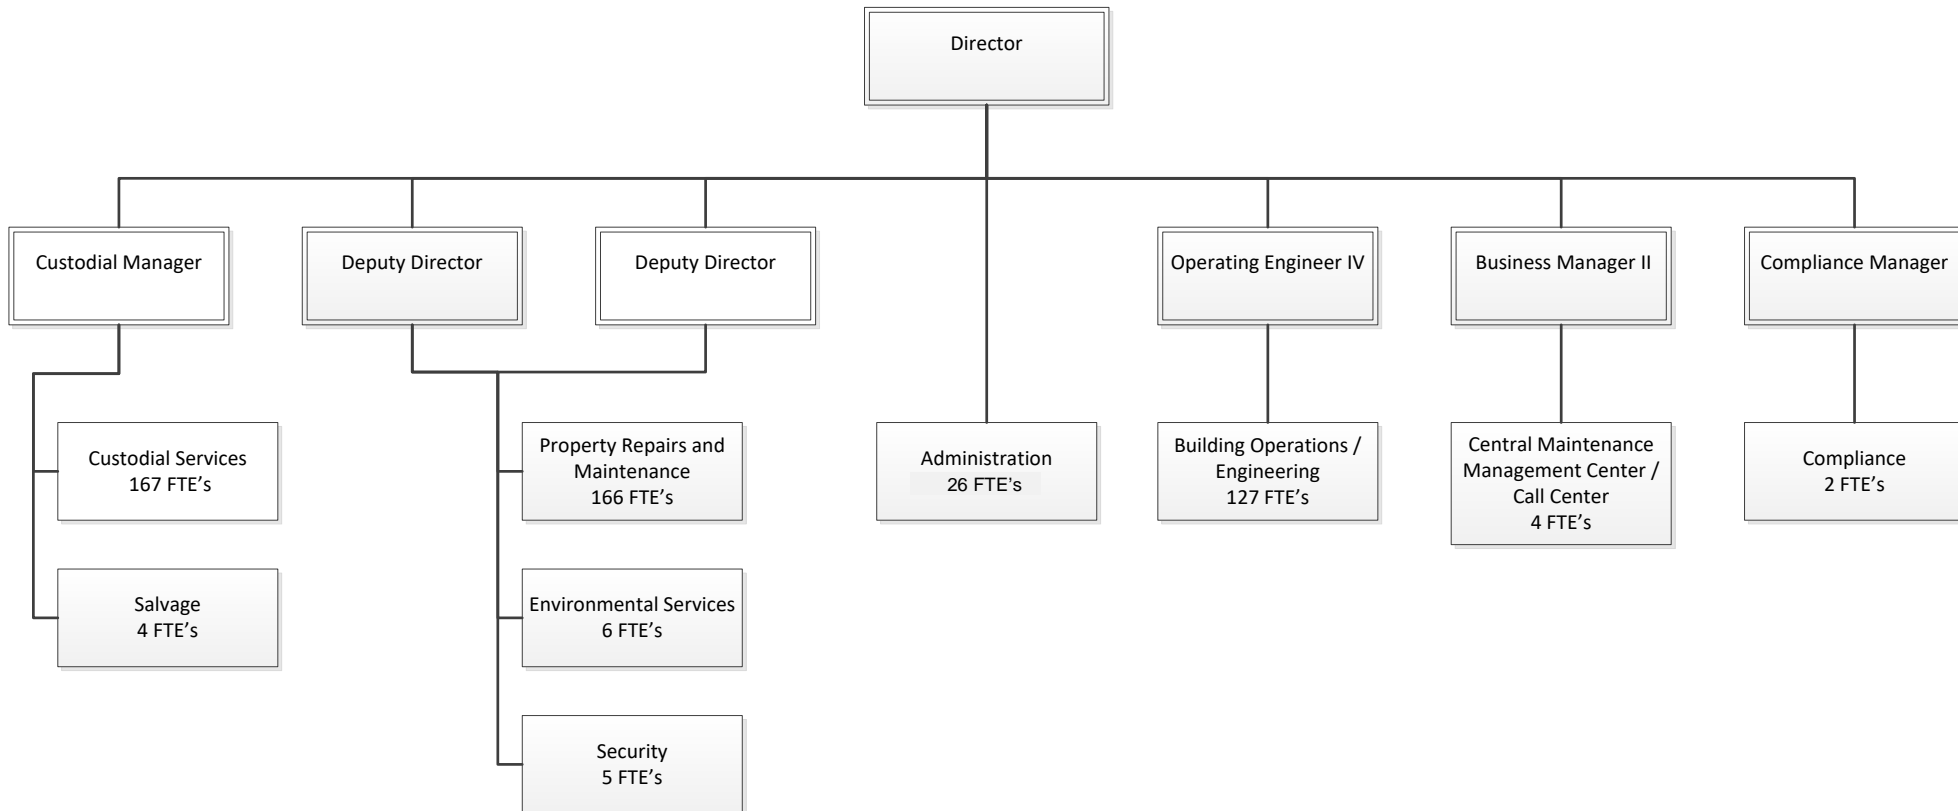 Director
Custodial Manager
Deputy Director
Deputy Director
Operating Engineer IV
Business Manager II
Compliance Manager
Custodial Services
167 FTE’s
Property Repairs and
Maintenance
166 FTE’s
Administration
26 FTE’s
Building Operations /
Engineering
127 FTE’s
Central Maintenance
Management Center /
Call Center
4 FTE’s
Compliance
2 FTE’s
Salvage
4 FTE’s
Environmental Services
6 FTE’s
Security
5 FTE’s